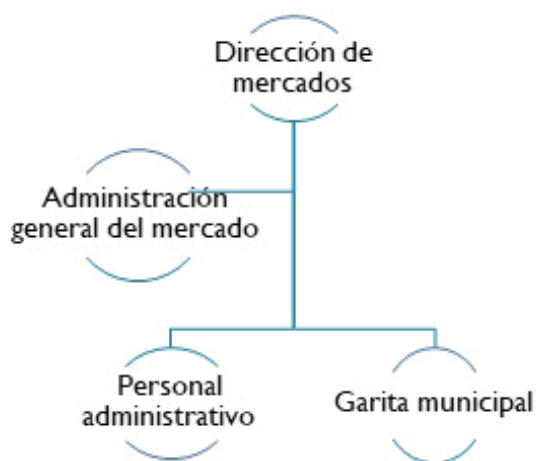 Dirección de
mercados
Administración
general del mercado
Personal
administrativo
Garita municipal